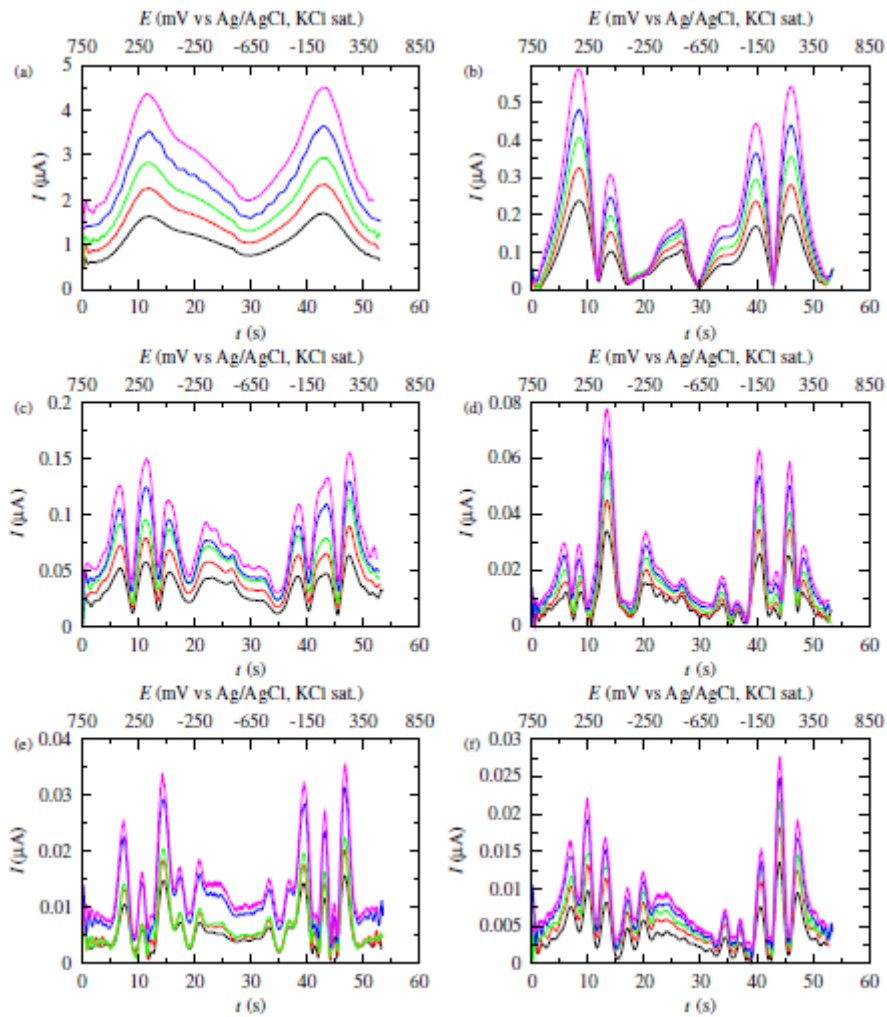 E (mV vs Ag/AgCl, KCl sat.)
750 250 -250 -650 -150 350 850
(a)
5
4
3
2
1
0
I (μA)
0 10 20 30 40 50 60
t (s)
E (mV vs Ag/AgCl, KCl sat.)
750 250 -250 -650 -150 350 850
(b)
0.5
0.4
0.3
0.2
0.1
0
I (μA)
0 10 20 30 40 50 60
t (s)
E (mV vs Ag/AgCl, KCl sat.)
750 250 -250 -650 -150 350 850
(c)
0.2
0.15
0.1
0.05
0
I (μA)
0 10 20 30 40 50 60
t (s)
E (mV vs Ag/AgCl, KCl sat.)
750 250 -250 -650 -150 350 850
(d)
0.08
0.06
0.04
0.02
0
I (μA)
0 10 20 30 40 50 60
t (s)
E (mV vs Ag/AgCl, KCl sat.)
750 250 -250 -650 -150 350 850
(e)
0.04
0.03
0.02
0.01
0
I (μA)
0 10 20 30 40 50 60
t (s)
E (mV vs Ag/AgCl, KCl sat.)
750 250 -250 -650 -150 350 850
(f)
0.03
0.025
0.02
0.015
0.01
0.005
0
I (μA)
0 10 20 30 40 50 60
t (s)